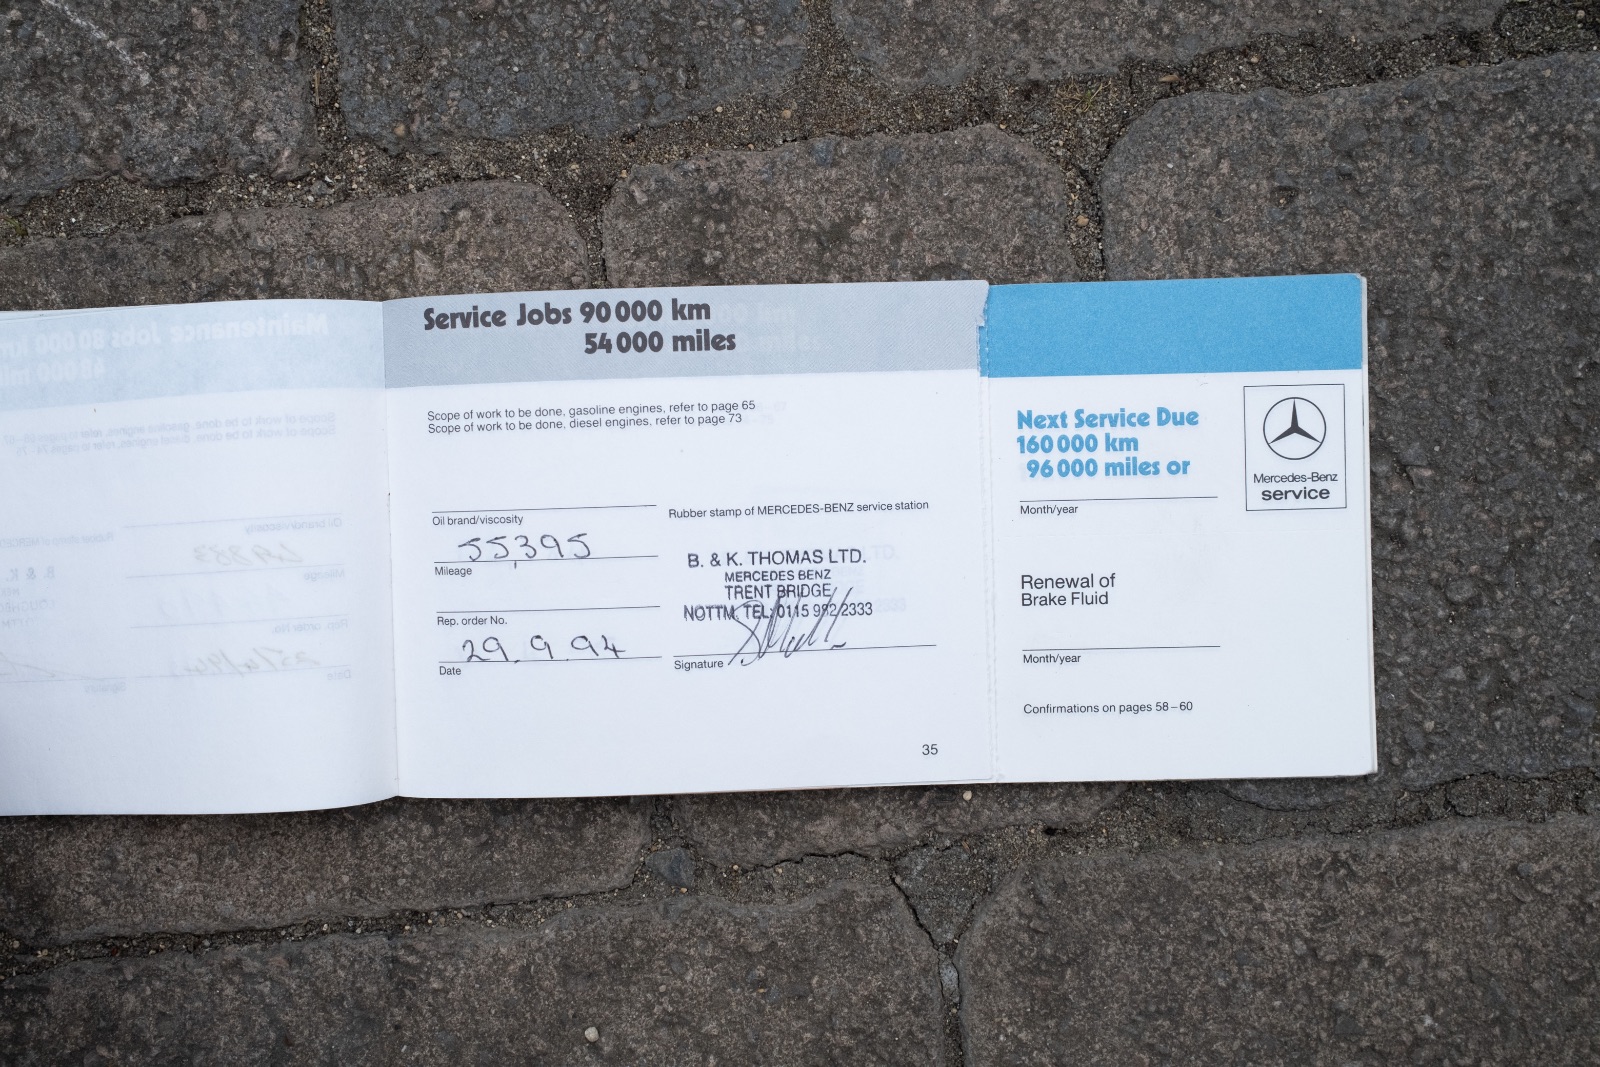 Service Jobs 90 000 km
54 000 miles
Scope of work to be done, gasoline engines, refer to page 65
Scope of work to be done, diesel engines, refer to page 73
Oil brand/viscosity
55,395
Mileage
Rep. order No.
29.9.94
Date
Rubber stamp of MERCEDES-BENZ service station
B. & K. THOMAS LTD.
MERCEDES BENZ
TRENT BRIDGE,
NOTTM. TEL: 0115 982 2333
Signature
35
Next Service Due
160 000 km
96 000 miles or
Month/year
Mercedes-Benz
service
Renewal of
Brake Fluid
Month/year
Confirmations on pages 58–60